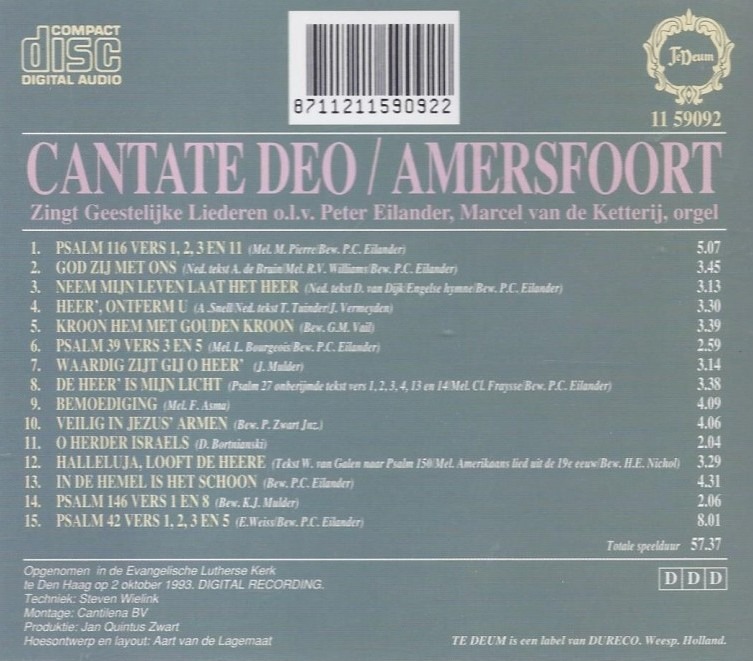 COMPACT
disc
DIGITAL AUDIO
8711211590922
Te Deum
11 59092
CANTATE DEO / AMERSFOORT
Zingt Geestelijke Liederen o.l.v. Peter Eilander, Marcel van de Ketterij, orgel
1. PSALM 116 VERS 1, 2, 3 EN 11 (Mel. M. Pierre/Bew. P.C. Eilander) 5.07
2. GOD ZIJ MET ONS (Ned. tekst A. de Bruin/Mel. R.V. Williams/Bew. P.C. Eilander) 3.45
3. NEEM MIJN LEVEN LAAT HET HEER (Ned. tekst D. van Dijk/Engelse hymne/Bew. P.C. Eilander) 3.13
4. HEER', ONTFERM U (A .Snell/Ned. tekst T. Tuinder/J. Vermeyden) 3.30
5. KROON HEM MET GOUDEN KROON (Bew. G.M. Vail) 3.39
6. PSALM 39 VERS 3 EN 5 (Mel. L. Bourgeois/Bew. P.C. Eilander) 2.59
7. WAARDIG ZIJT GIJ O HEER' (J. Mulder) 3.14
8. DE HEER' IS MIJN LICHT (Psalm 27 onberijmde tekst vers 1, 2, 3, 4, 13 en 14/Mel. Cl. Fraysse/Bew. P.C. Eilander) 3.38
9. BEMOEDIGING (Mel. F. Asma) 4.09
10. VEILIG IN JEZUS' ARMEN (Bew. P. Zwart Jnz.) 4.06
11. O HERDER ISRAELS (D. Bortnianski) 2.04
12. HALLELUJA, LOOFT DE HEERE (Tekst W. van Galen naar Psalm 150/Mel. Amerikaans lied uit de 19e eeuw/Bew. H.E. Nichol) 3.29
13. IN DE HEMEL IS HET SCHOON (Bew. P.C. Eilander) 4.31
14. PSALM 146 VERS 1 EN 8 (Bew. K.J. Mulder) 2.06
15. PSALM 42 VERS 1, 2, 3 EN 5 (E.Weiss/Bew. P.C. Eilander) 8.01
Totale speelduur 57.37
Opgenomen in de Evangelische Lutherse Kerk
te Den Haag op 2 oktober 1993. DIGITAL RECORDING.
Techniek: Steven Wielink
Montage: Cantilena BV
Produktie: Jan Quintus Zwart
Hoesontwerp en layout: Aart van de Lagemaat
D D D
TE DEUM is een label van DURECO. Weesp. Holland.